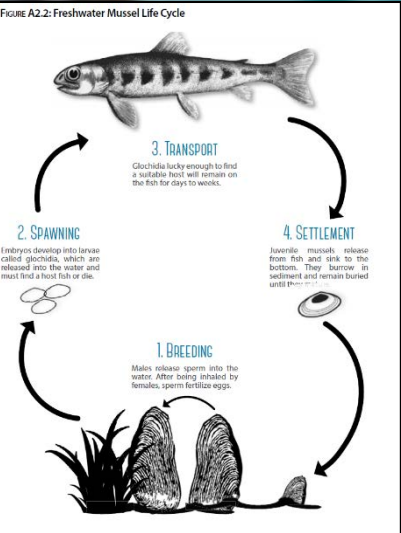 FIGURE A2.2: Freshwater Mussel Life Cycle
3. TRANSPORT
Glochidia lucky enough to find
a suitable host will remain on
the fish for days to weeks.
2. SPAWNING
Embryos develop into larvae
called glochidia, which are
released into the water and
must find a host fish or die.
4. SETTLEMENT
Juvenile mussels release
from fish and sink to the
bottom. They burrow in
sediment and remain buried
until they
1. BREEDING
Males release sperm into the
water. After being inhaled by
females, sperm fertilize eggs.